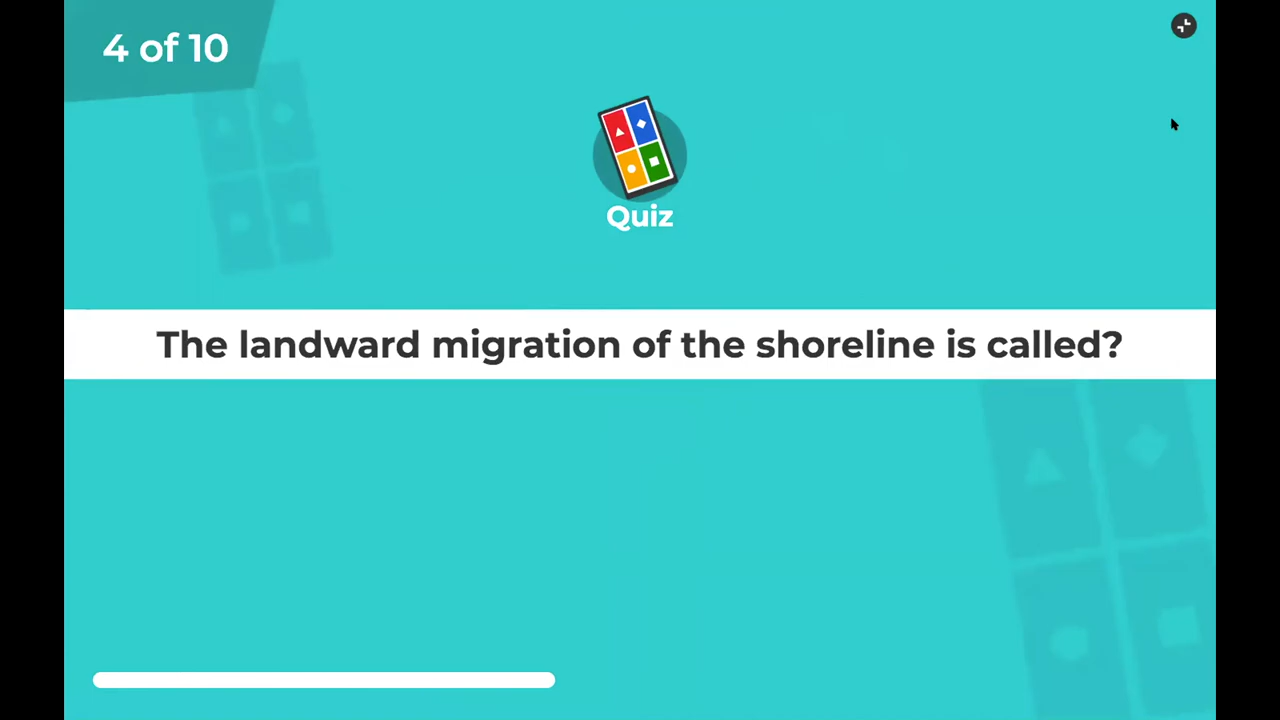 4 of 10
Quiz
The landward migration of the shoreline is called?